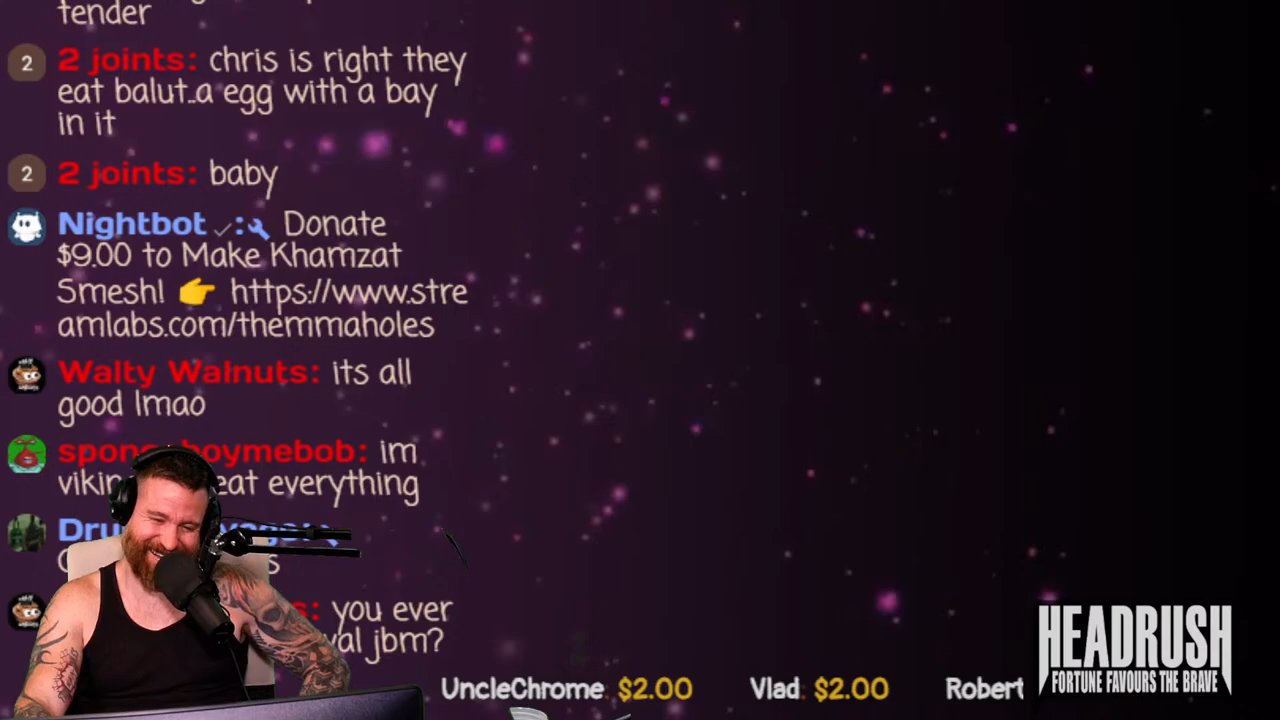 tender
2 2 joints: chris is right they
eat balut..a egg with a bay
in it
2 2 joints: baby
Nightbot ✓: Donate
$9.00 to Make Khamzat
Smesh! 👉 https://www.stre
amlabs.com/themmaholes
Walty Walnuts: its all
good lmao
im
eat everything
you ever
jbm?
UncleChrome $2.00 Vlad $2.00 Robert
HEADRUSH
FORTUNE FAVOURS THE BRAVE